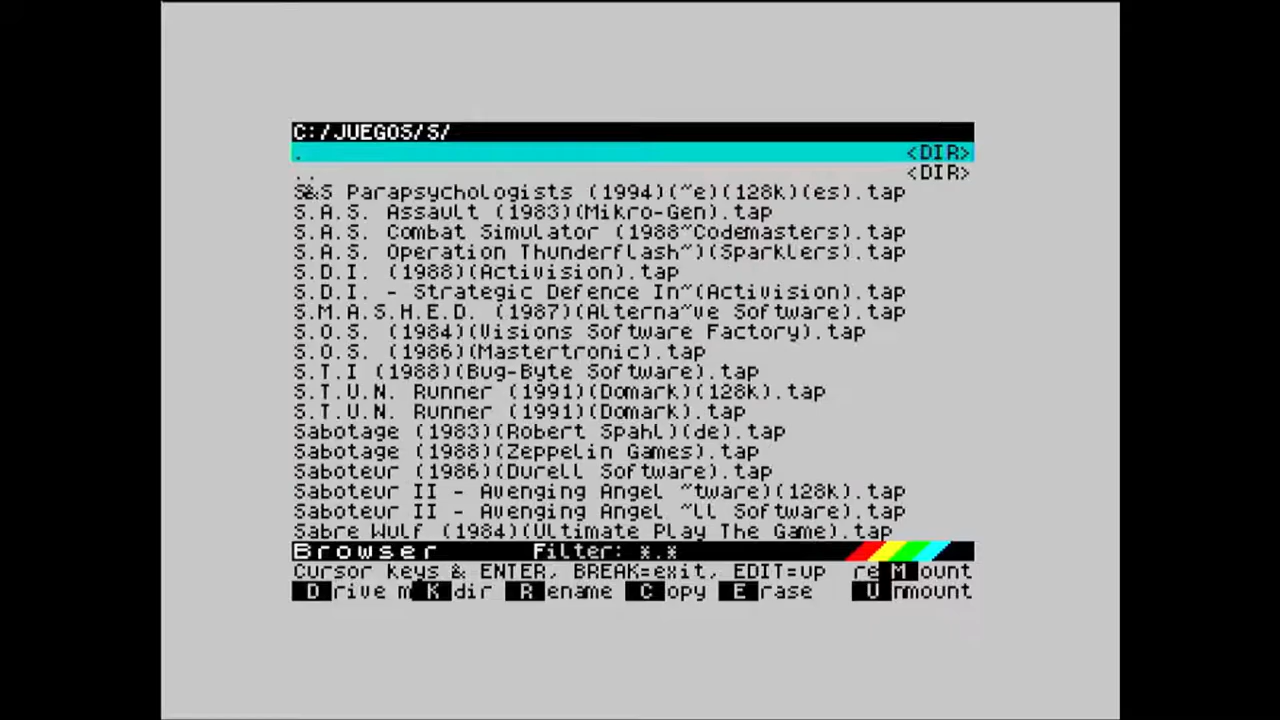 C:/JUEGOS/S/
. <DIR>
.. <DIR>
S&S Parapsychologists (1994)(~e)(128k)(es).tap
S.A.S. Assault (1983)(Mikro-Gen).tap
S.A.S. Combat Simulator (1988~Codemasters).tap
S.A.S. Operation Thunderflash~)(Sparklers).tap
S.D.I. (1988)(Activision).tap
S.D.I. - Strategic Defence In~(Activision).tap
S.M.A.S.H.E.D. (1987)(Alterna~ve Software).tap
S.O.S. (1984)(Visions Software Factory).tap
S.O.S. (1986)(Mastertronic).tap
S.T.I (1988)(Bug-Byte Software).tap
S.T.U.N. Runner (1991)(Domark)(128k).tap
S.T.U.N. Runner (1991)(Domark).tap
Sabotage (1983)(Robert Spahl)(de).tap
Sabotage (1988)(Zeppelin Games).tap
Saboteur (1986)(Durell Software).tap
Saboteur II - Avenging Angel ~tware)(128k).tap
Saboteur II - Avenging Angel ~ll Software).tap
Sabre Wulf (1984)(Ultimate Play The Game).tap
Browser Filter: *.*
Cursor keys & ENTER, BREAK=exit, EDIT=up reMount
Drive mKdir Rename Copy Erase Unmount